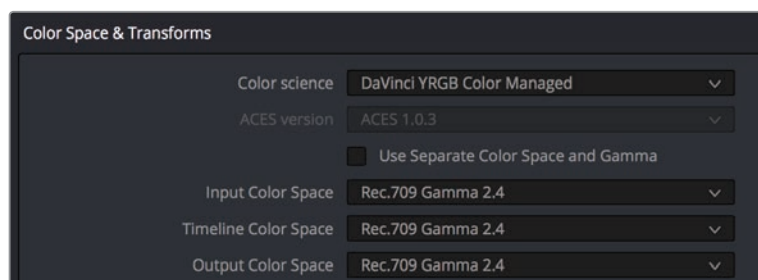 Color Space & Transforms
Color science DaVinci YRGB Color Managed
ACES version ACES 1.0.3
Use Separate Color Space and Gamma
Input Color Space Rec.709 Gamma 2.4
Timeline Color Space Rec.709 Gamma 2.4
Output Color Space Rec.709 Gamma 2.4